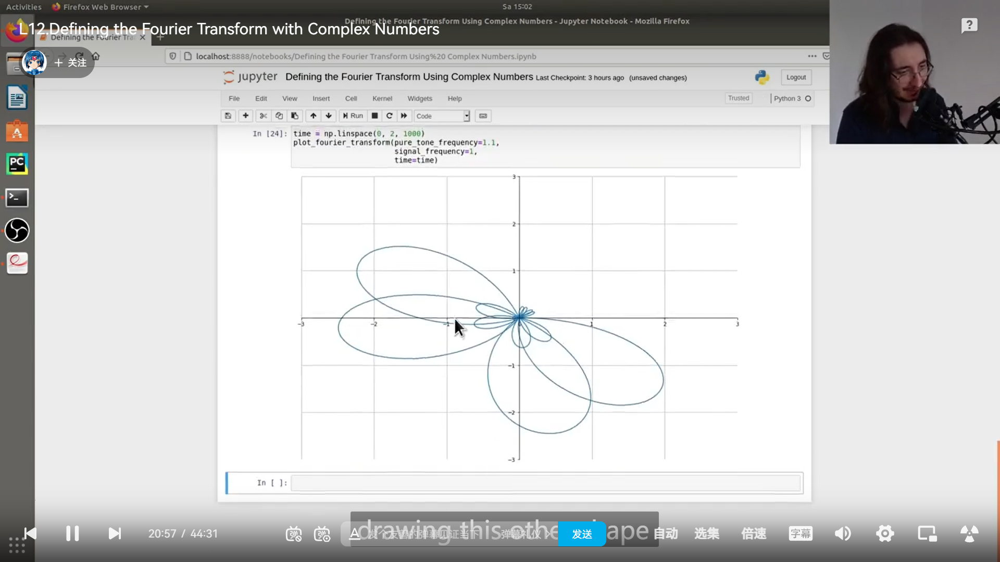 Activities
Firefox Web Browser
Sa 15:02
Defining the Fourier Transform Using Complex Numbers - Jupyter Notebook - Mozilla Firefox
L12.Defining the Fourier Transform with Complex Numbers
Defining the Fourier Tra
关注
localhost:8888/notebooks/Defining the Fourier Transform Using%20 Complex Numbers.ipynb
jupyter Defining the Fourier Transform Using Complex Numbers Last Checkpoint: 3 hours ago (unsaved changes)
Logout
File Edit View Insert Cell Kernel Widgets Help
Trusted
Python 3
Run
Code
In [24]: time = np.linspace(0, 2, 1000)
plot_fourier_transform(pure_tone_frequency=1.1,
signal_frequency=1,
time=time)
3
2
1
-3 -2 -1 1 2 3
-1
-2
-3
In [ ]:
PC
drawing this othe ape
20:57 / 44:31
发个友善的弹幕见证当下
弹幕礼仪 >
发送
自动
选集
倍速
字幕